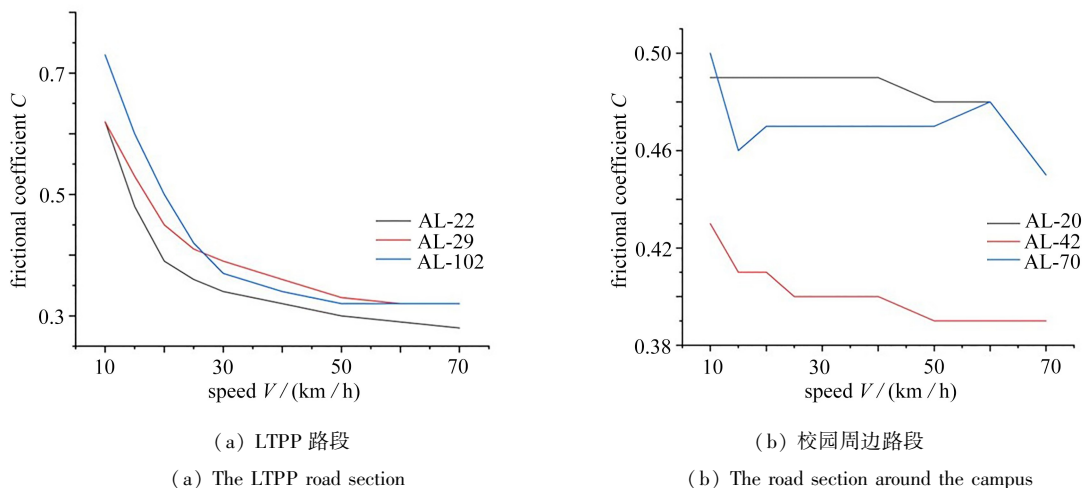 frictional coefficient C
0.7
0.5
0.3
10
30
50
70
speed V / (km / h)
AL-22
AL-29
AL-102
(a) LTPP 路段
(a) The LTPP road section
frictional coefficient C
0.50
0.46
0.42
0.38
10
30
50
70
speed V / (km / h)
AL-20
AL-42
AL-70
(b) 校园周边路段
(b) The road section around the campus